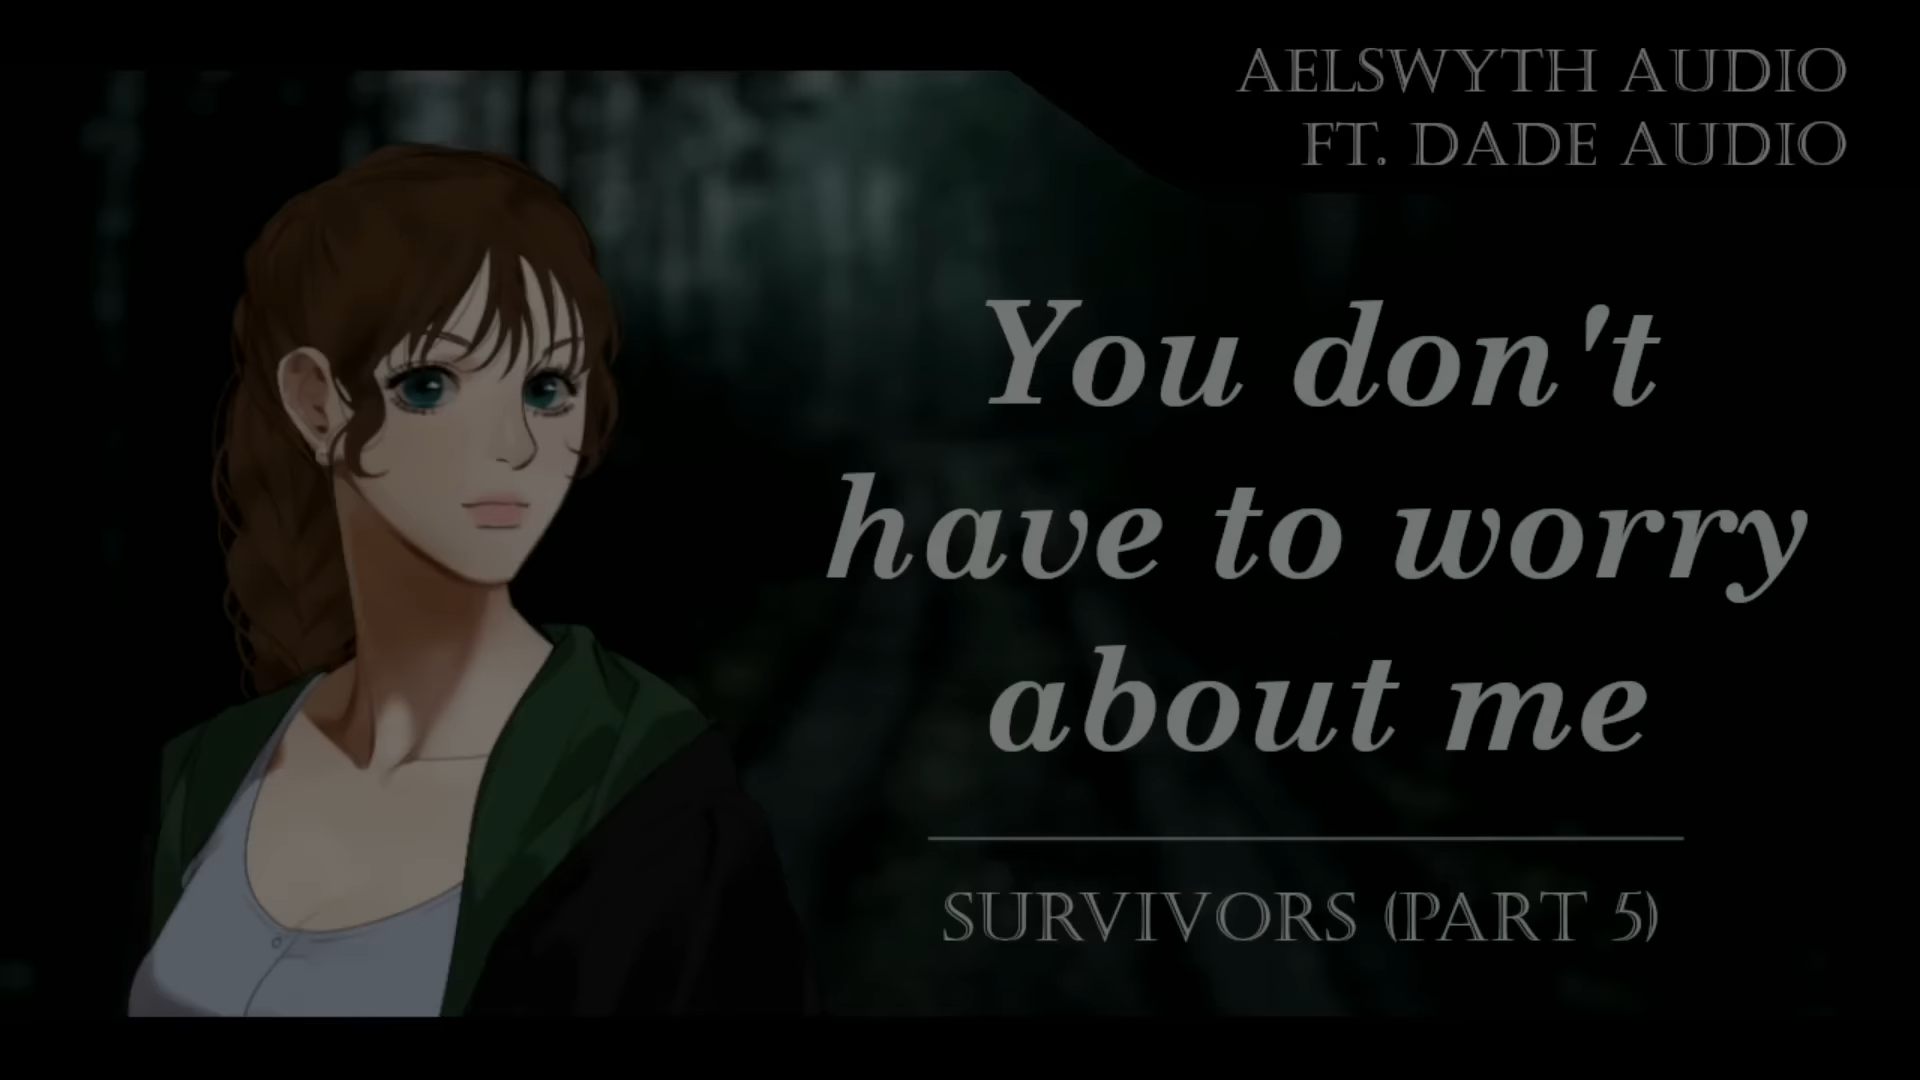 AELSWYTH AUDIO
FT. DADE AUDIO
You don't
have to worry
about me
SURVIVORS (PART 5)